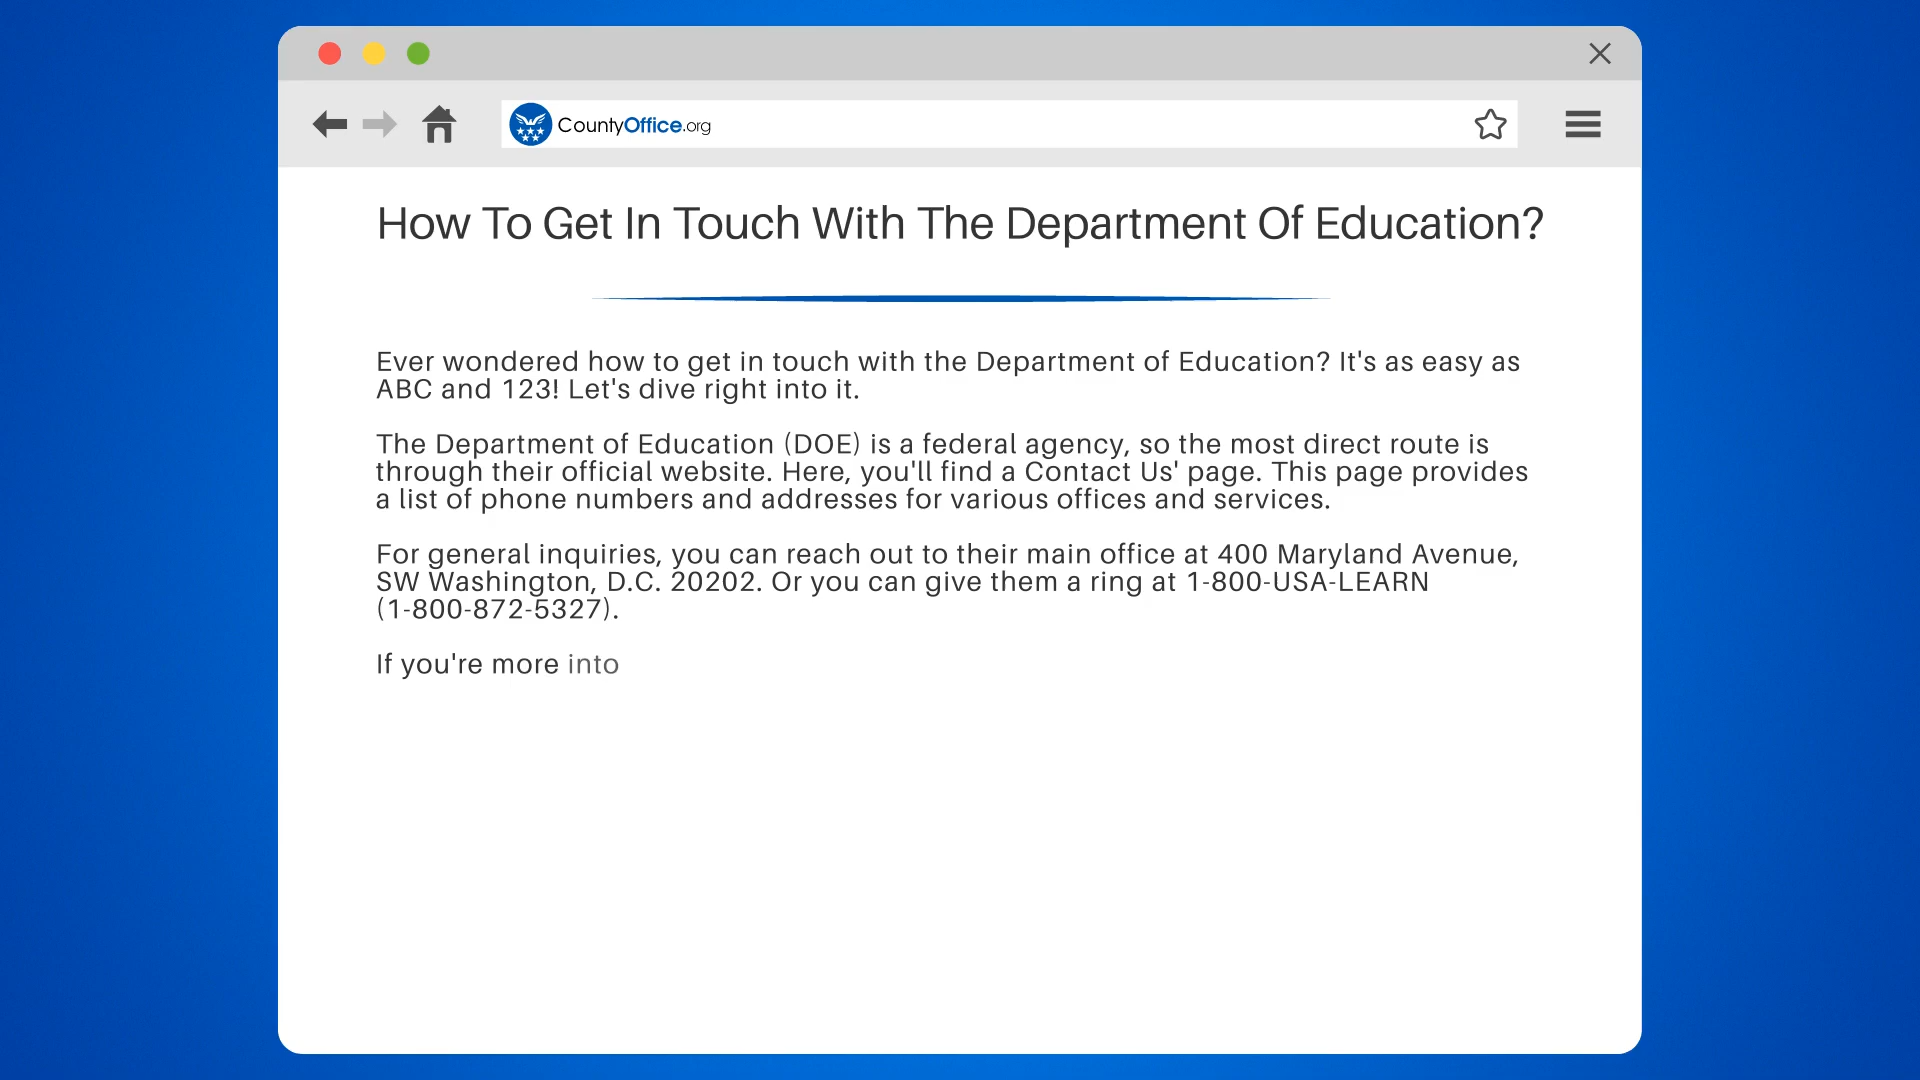 CountyOffice.org
How To Get In Touch With The Department Of Education?
Ever wondered how to get in touch with the Department of Education? It's as easy as
ABC and 123! Let's dive right into it.
The Department of Education (DOE) is a federal agency, so the most direct route is
through their official website. Here, you'll find a Contact Us' page. This page provides
a list of phone numbers and addresses for various offices and services.
For general inquiries, you can reach out to their main office at 400 Maryland Avenue,
SW Washington, D.C. 20202. Or you can give them a ring at 1-800-USA-LEARN
(1-800-872-5327).
If you're more into